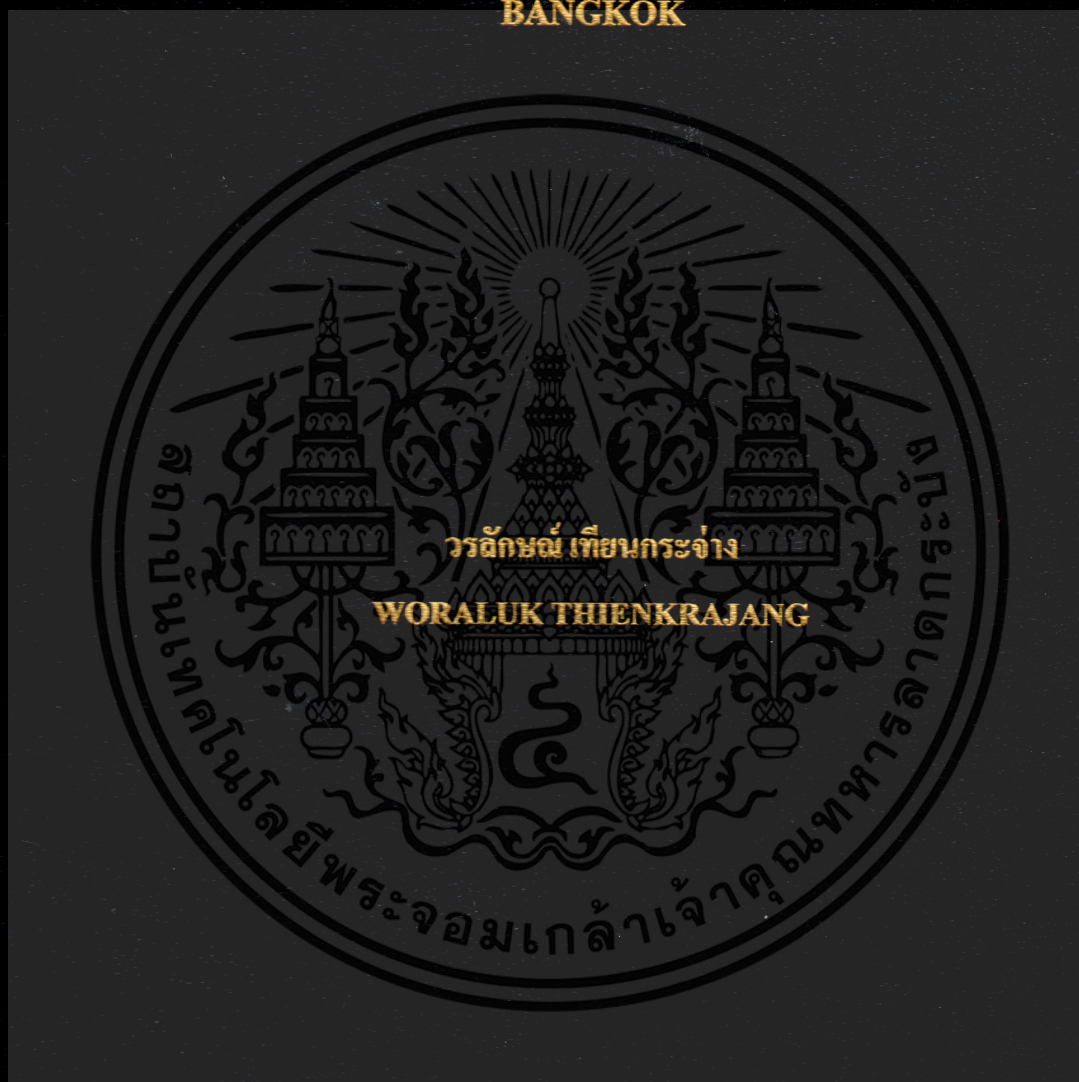 BANGKOK
วรลักษณ์ เทียนกระจ่าง
WORALUK THIENKRAJANG
๔
สถาบันเทคโนโลยีพระจอมเกล้าเจ้าคุณทหารลาดกระบัง